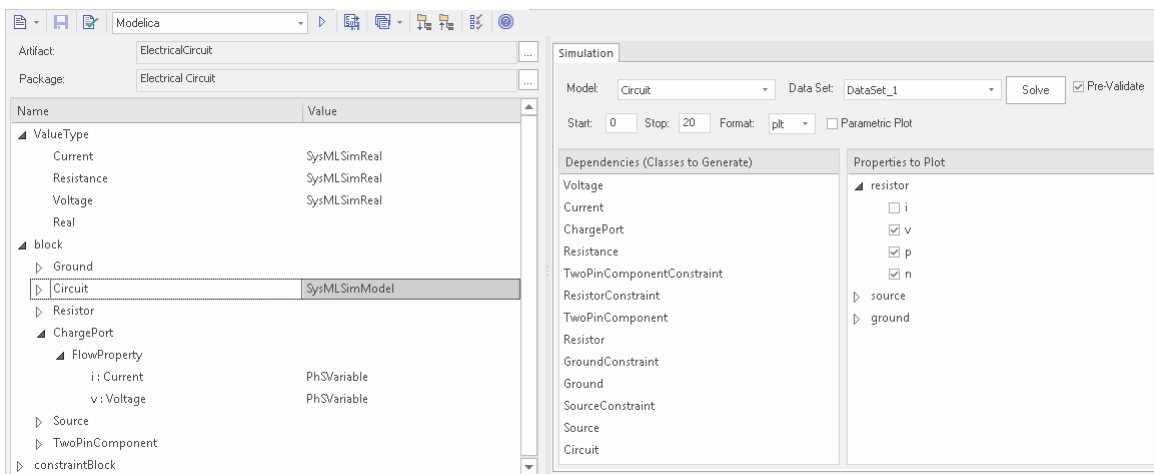 Modelica
Artifact: ElectricalCircuit ...
Package: Electrical Circuit ...
Name Value
ValueType
Current SysMLSimReal
Resistance SysMLSimReal
Voltage SysMLSimReal
Real
block
Ground
Circuit SysMLSimModel
Resistor
ChargePort
FlowProperty
i : Current PhSVariable
v : Voltage PhSVariable
Source
TwoPinComponent
constraintBlock
Simulation
Model: Circuit Data Set: DataSet_1 Solve Pre-Validate
Start: 0 Stop: 20 Format: plt Parametric Plot
Dependencies (Classes to Generate)
Voltage
Current
ChargePort
Resistance
TwoPinComponentConstraint
ResistorConstraint
TwoPinComponent
Resistor
GroundConstraint
Ground
SourceConstraint
Source
Circuit
Properties to Plot
resistor
i
v
p
n
source
ground